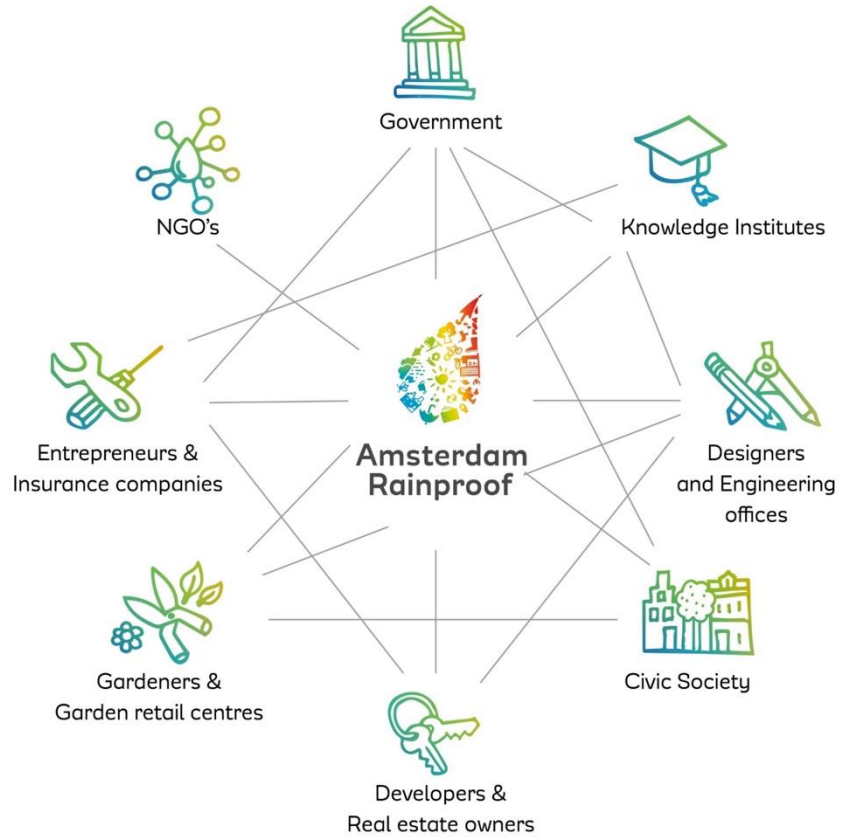 Government
NGO's
Knowledge Institutes
Entrepreneurs &
Insurance companies
Amsterdam
Rainproof
Designers
and Engineering
offices
Gardeners &
Garden retail centres
Civic Society
Developers &
Real estate owners